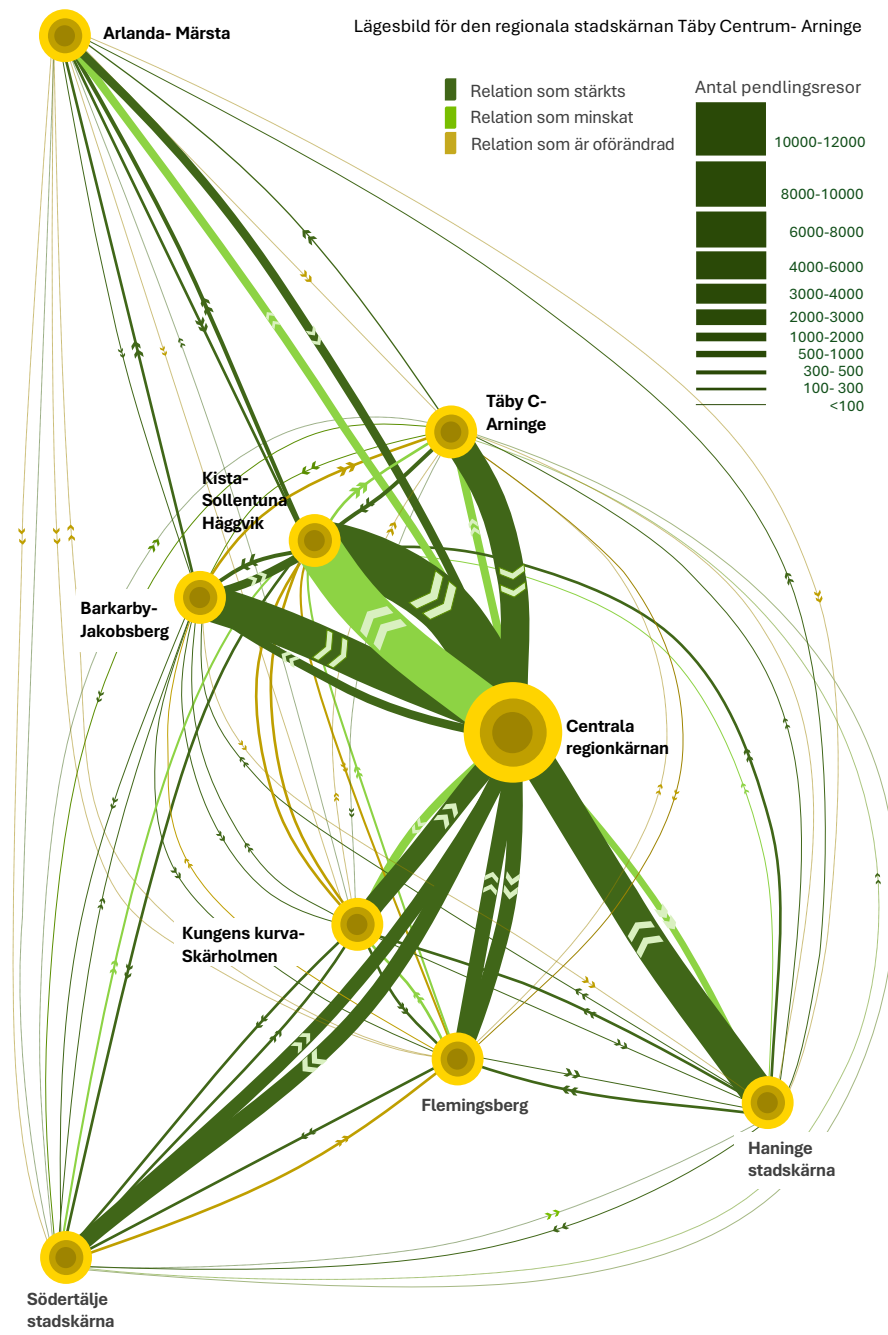 Lägesbild för den regionala stadskärnan Täby Centrum- Arninge
Arlanda- Märsta
Relation som stärkts
Relation som minskat
Relation som är oförändrad
Antal pendlingsresor
10000-12000
8000-10000
6000-8000
4000-6000
3000-4000
2000-3000
1000-2000
500-1000
300- 500
100- 300
<100
Täby C-
Arninge
Kista-
Sollentuna
Häggvik
Barkarby-
Jakobsberg
Centrala
regionkärnan
Kungens kurva-
Skärholmen
Flemingsberg
Haninge
stadskärna
Södertälje
stadskärna